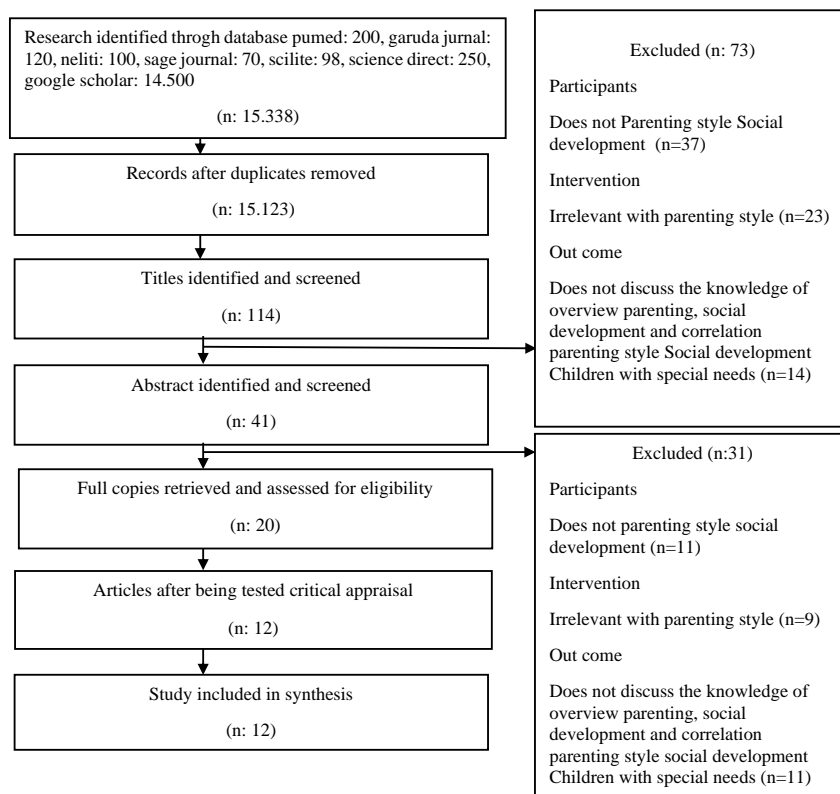 Research identified throgh database pumed: 200, garuda jurnal:
120, neliti: 100, sage journal: 70, scilite: 98, science direct: 250,
google scholar: 14.500
(n: 15.338)
Records after duplicates removed
(n: 15.123)
Titles identified and screened
(n: 114)
Excluded (n: 73)
Participants
Does not Parenting style Social
development (n=37)
Intervention
Irrelevant with parenting style (n=23)
Out come
Does not discuss the knowledge of
overview parenting, social
development and correlation
parenting style Social development
Children with special needs (n=14)
Abstract identified and screened
(n: 41)
Excluded (n:31)
Participants
Does not parenting style social
development (n=11)
Intervention
Irrelevant with parenting style (n=9)
Out come
Does not discuss the knowledge of
overview parenting, social
development and correlation
parenting style social development
Children with special needs (n=11)
Full copies retrieved and assessed for eligibility
(n: 20)
Articles after being tested critical appraisal
(n: 12)
Study included in synthesis
(n: 12)